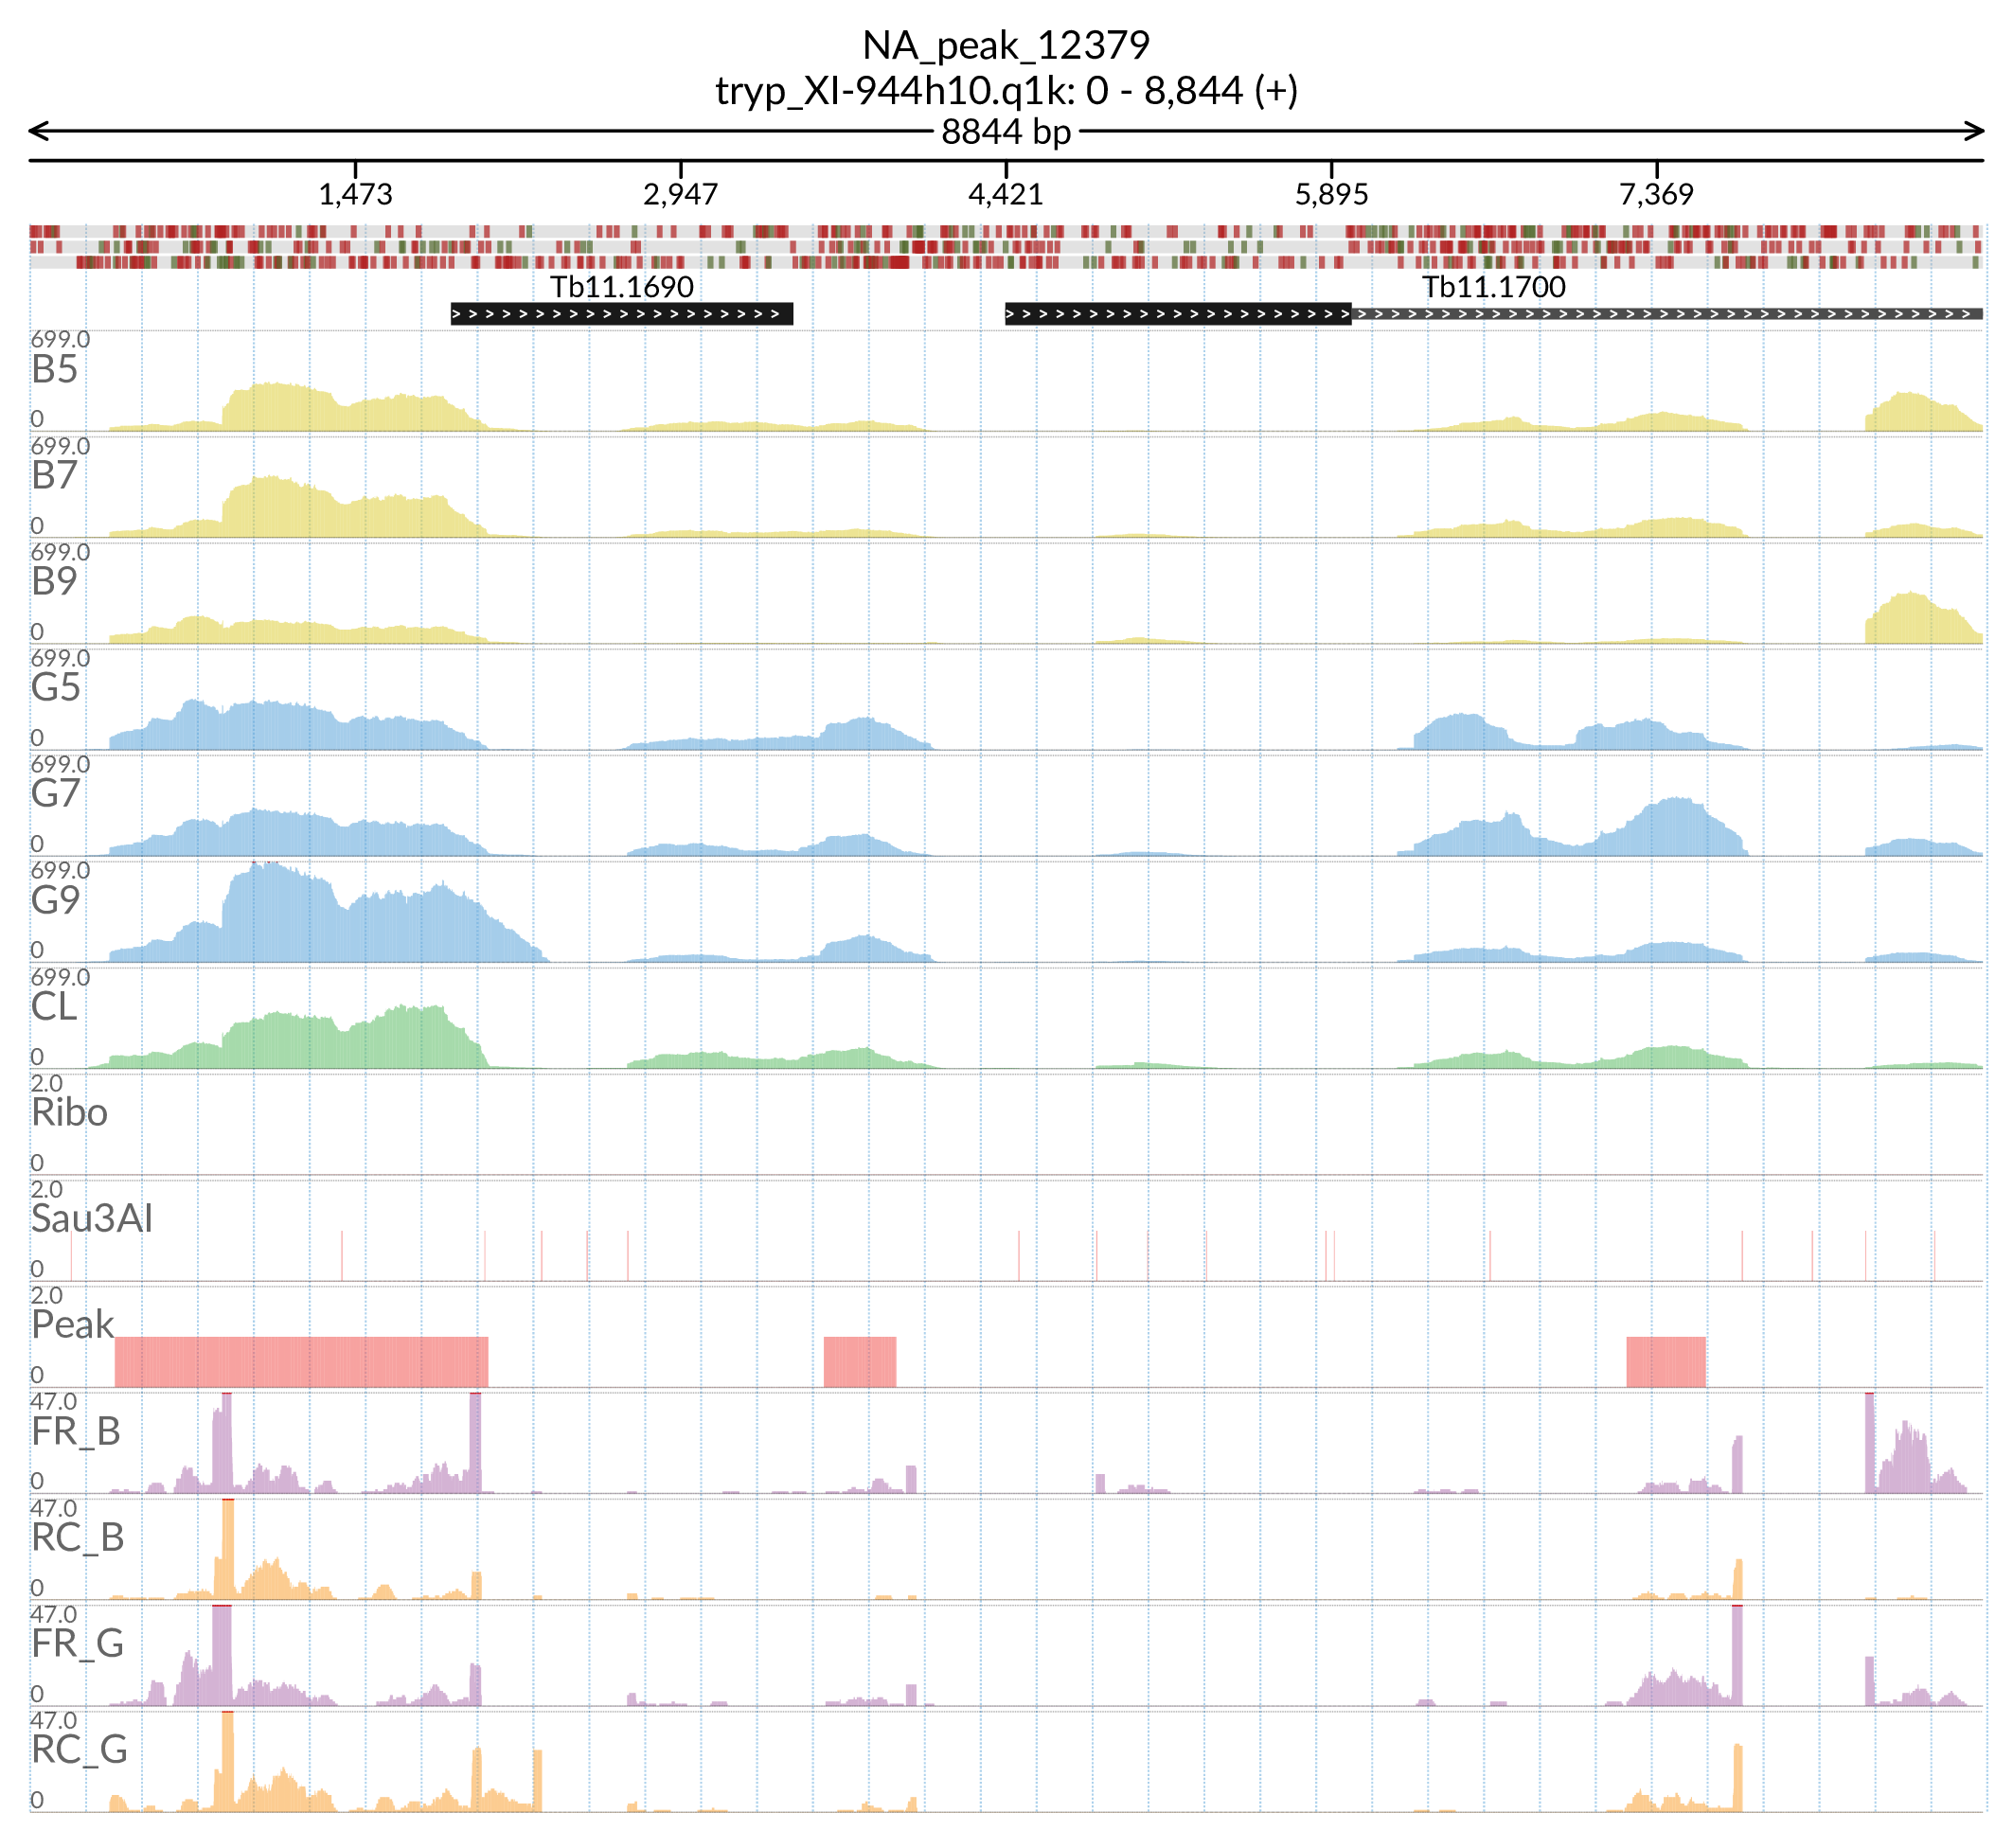 NA_peak_12379
tryp_XI-944h10.q1k: 0 - 8,844 (+)
8844 bp
1,473 2,947 4,421 5,895 7,369
Tb11.1690 Tb11.1700
699.0
B5
0
699.0
B7
0
699.0
B9
0
699.0
G5
0
699.0
G7
0
699.0
G9
0
699.0
CL
0
2.0
Ribo
0
2.0
Sau3AI
0
2.0
Peak
0
47.0
FR_B
0
47.0
RC_B
0
47.0
FR_G
0
47.0
RC_G
0